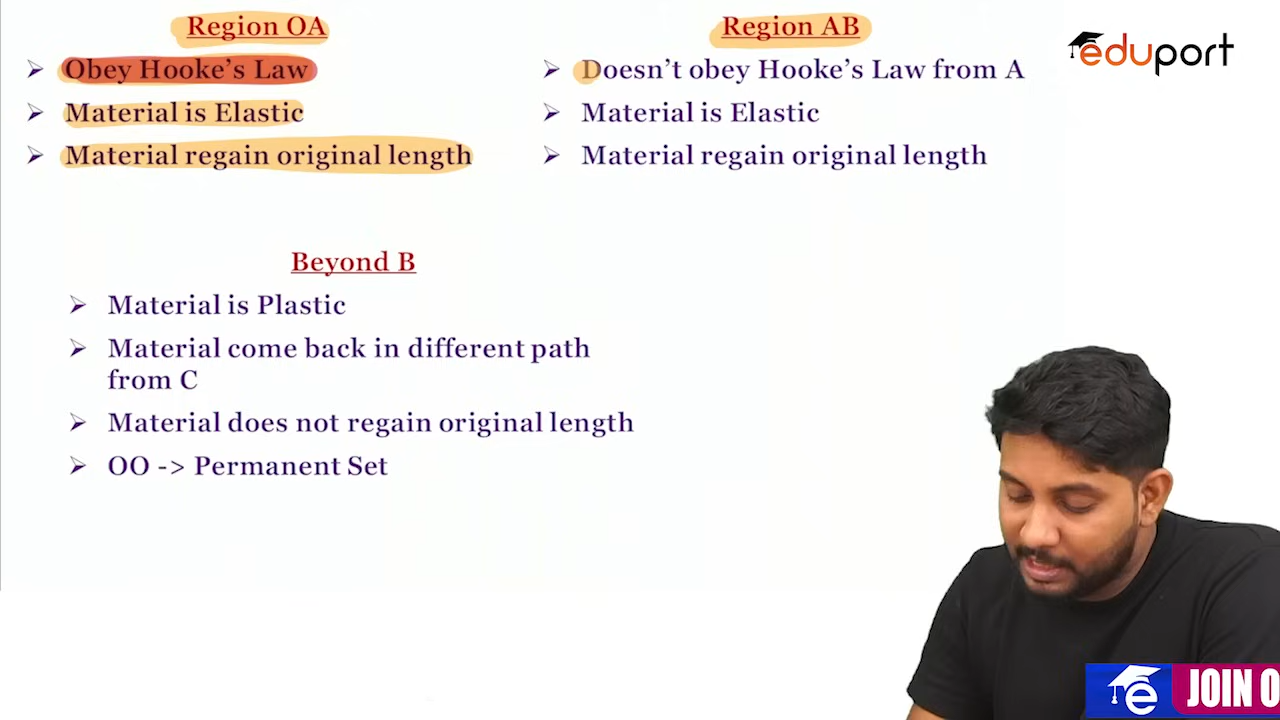 Region OA
Obey Hooke's Law
Material is Elastic
Material regain original length
Region AB
Doesn't obey Hooke's Law from A
Material is Elastic
Material regain original length
eduport
Beyond B
Material is Plastic
Material come back in different path
from C
Material does not regain original length
OO -> Permanent Set
e
JOIN O